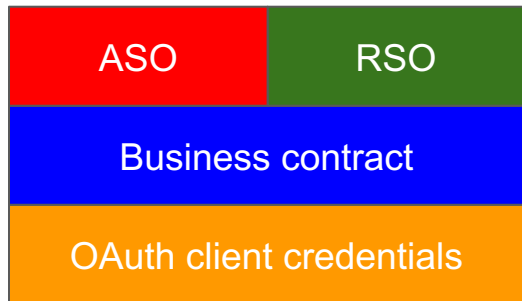 ASO
RSO
Business contract
OAuth client credentials